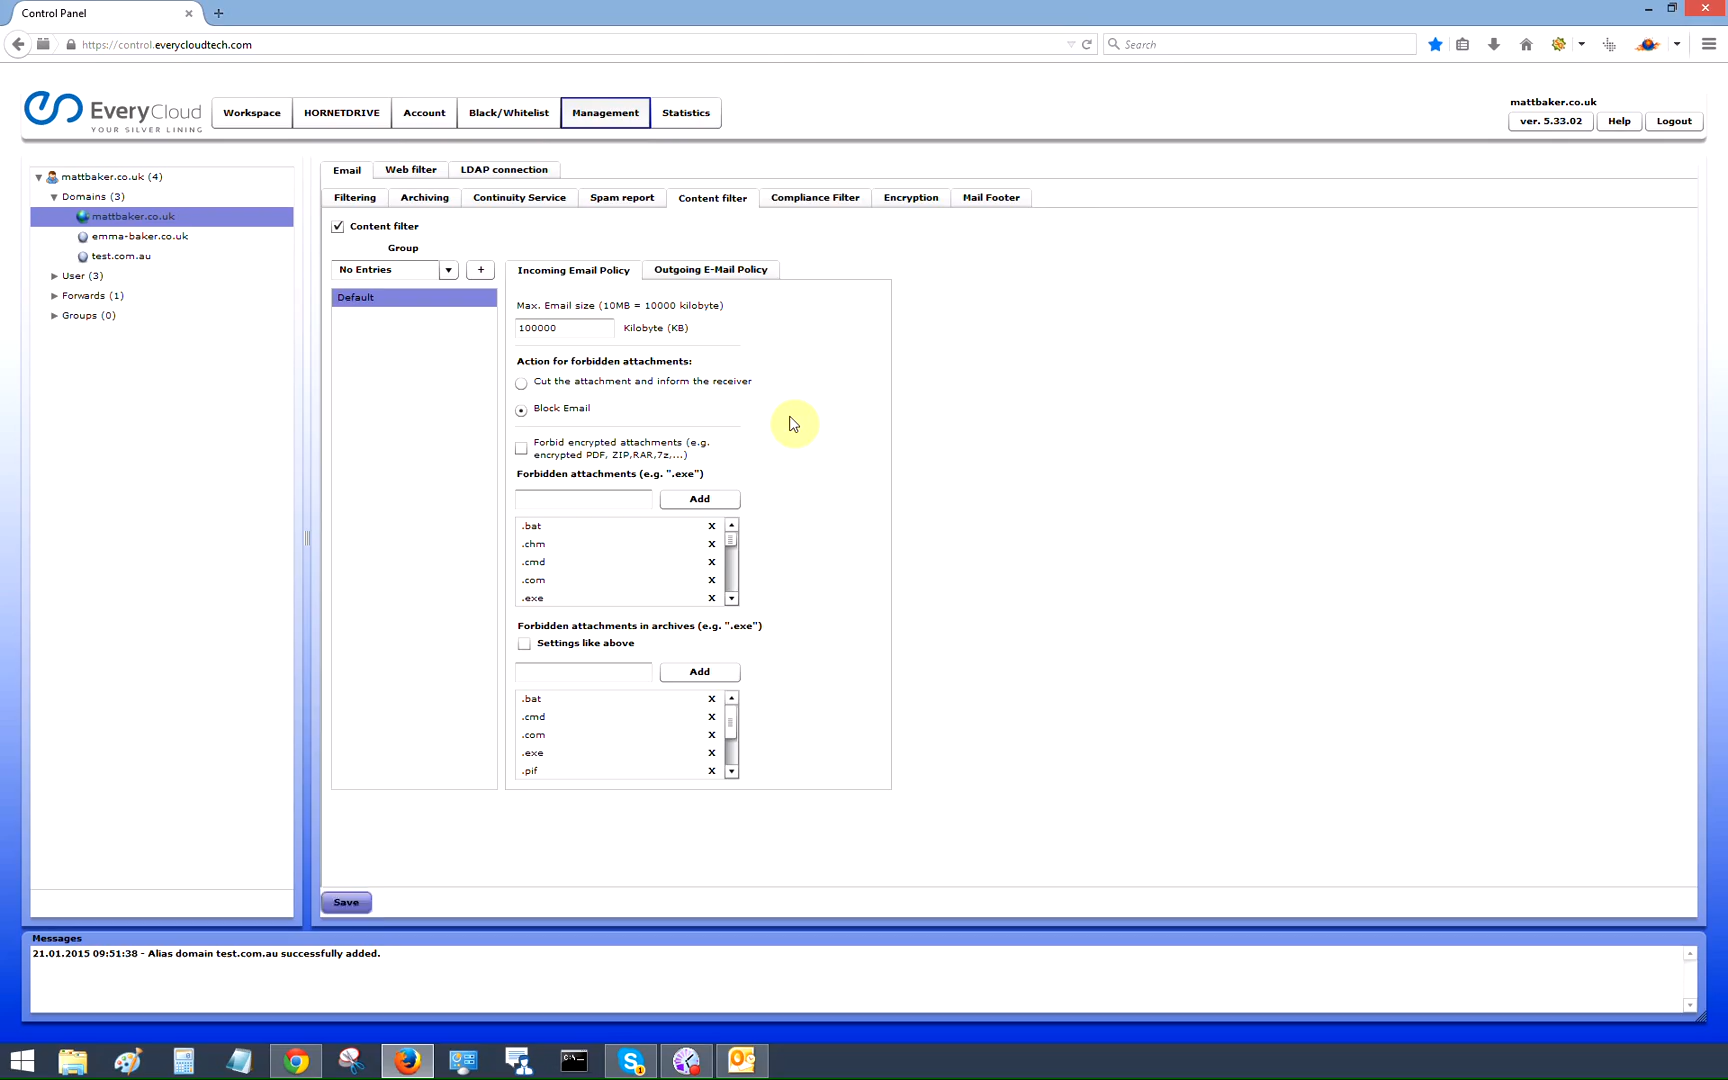 Control Panel
https://control.everycloudtech.com
Search
EveryCloud
YOUR SILVER LINING
Workspace
HORNETDRIVE
Account
Black/Whitelist
Management
Statistics
mattbaker.co.uk
ver. 5.33.02
Help
Logout
mattbaker.co.uk (4)
Domains (3)
mattbaker.co.uk
emma-baker.co.uk
test.com.au
User (3)
Forwards (1)
Groups (0)
Email
Web filter
LDAP connection
Filtering
Archiving
Continuity Service
Spam report
Content filter
Compliance Filter
Encryption
Mail Footer
Content filter
Group
No Entries
+
Default
Incoming Email Policy
Outgoing E-Mail Policy
Max. Email size (10MB = 10000 kilobyte)
100000
Kilobyte (KB)
Action for forbidden attachments:
Cut the attachment and inform the receiver
Block Email
Forbid encrypted attachments (e.g.
encrypted PDF, ZIP,RAR,7z,...)
Forbidden attachments (e.g. ".exe")
Add
.bat X
.chm X
.cmd X
.com X
.exe X
Forbidden attachments in archives (e.g. ".exe")
Settings like above
Add
.bat X
.cmd X
.com X
.exe X
.pif X
Save
Messages
21.01.2015 09:51:38 - Alias domain test.com.au successfully added.